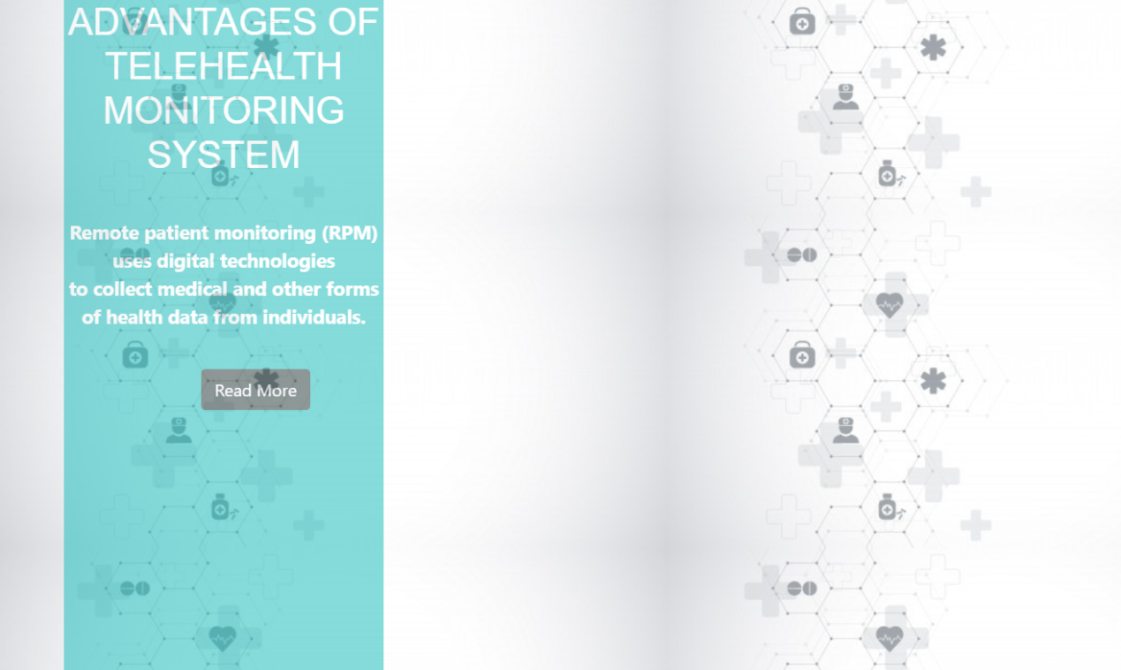 ADVANTAGES OF
TELEHEALTH
MONITORING
SYSTEM
Remote patient monitoring (RPM)
uses digital technologies
to collect medical and other forms
of health data from individuals.
Read More